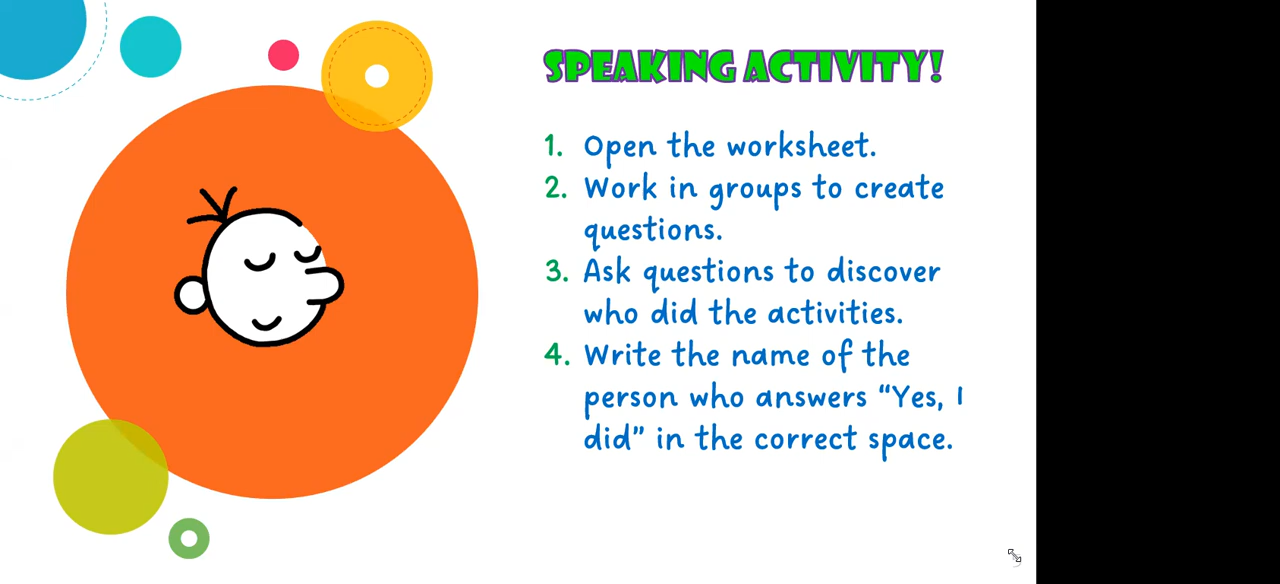 SPEAKING ACTIVITY!
1. Open the worksheet.
2. Work in groups to create
questions.
3. Ask questions to discover
who did the activities.
4. Write the name of the
person who answers “Yes, I
did” in the correct space.